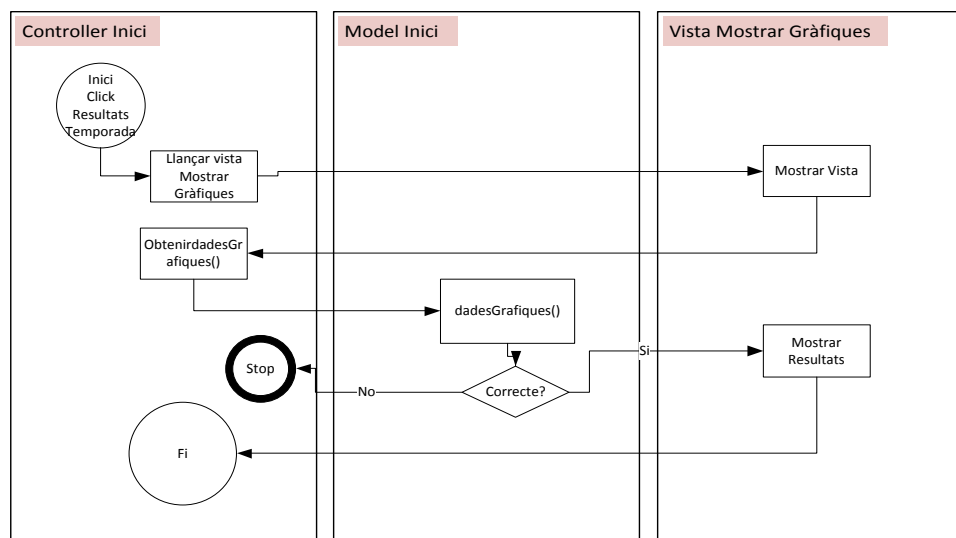 Controller Inici
Model Inici
Vista Mostrar Gràfiques
Inici
Click
Resultats
Temporada
Llançar vista
Mostrar
Gràfiques
Mostrar Vista
ObtenirdadesGr
afiques()
dadesGrafiques()
Mostrar
Resultats
Si
Stop
No
Correcte?
Fi